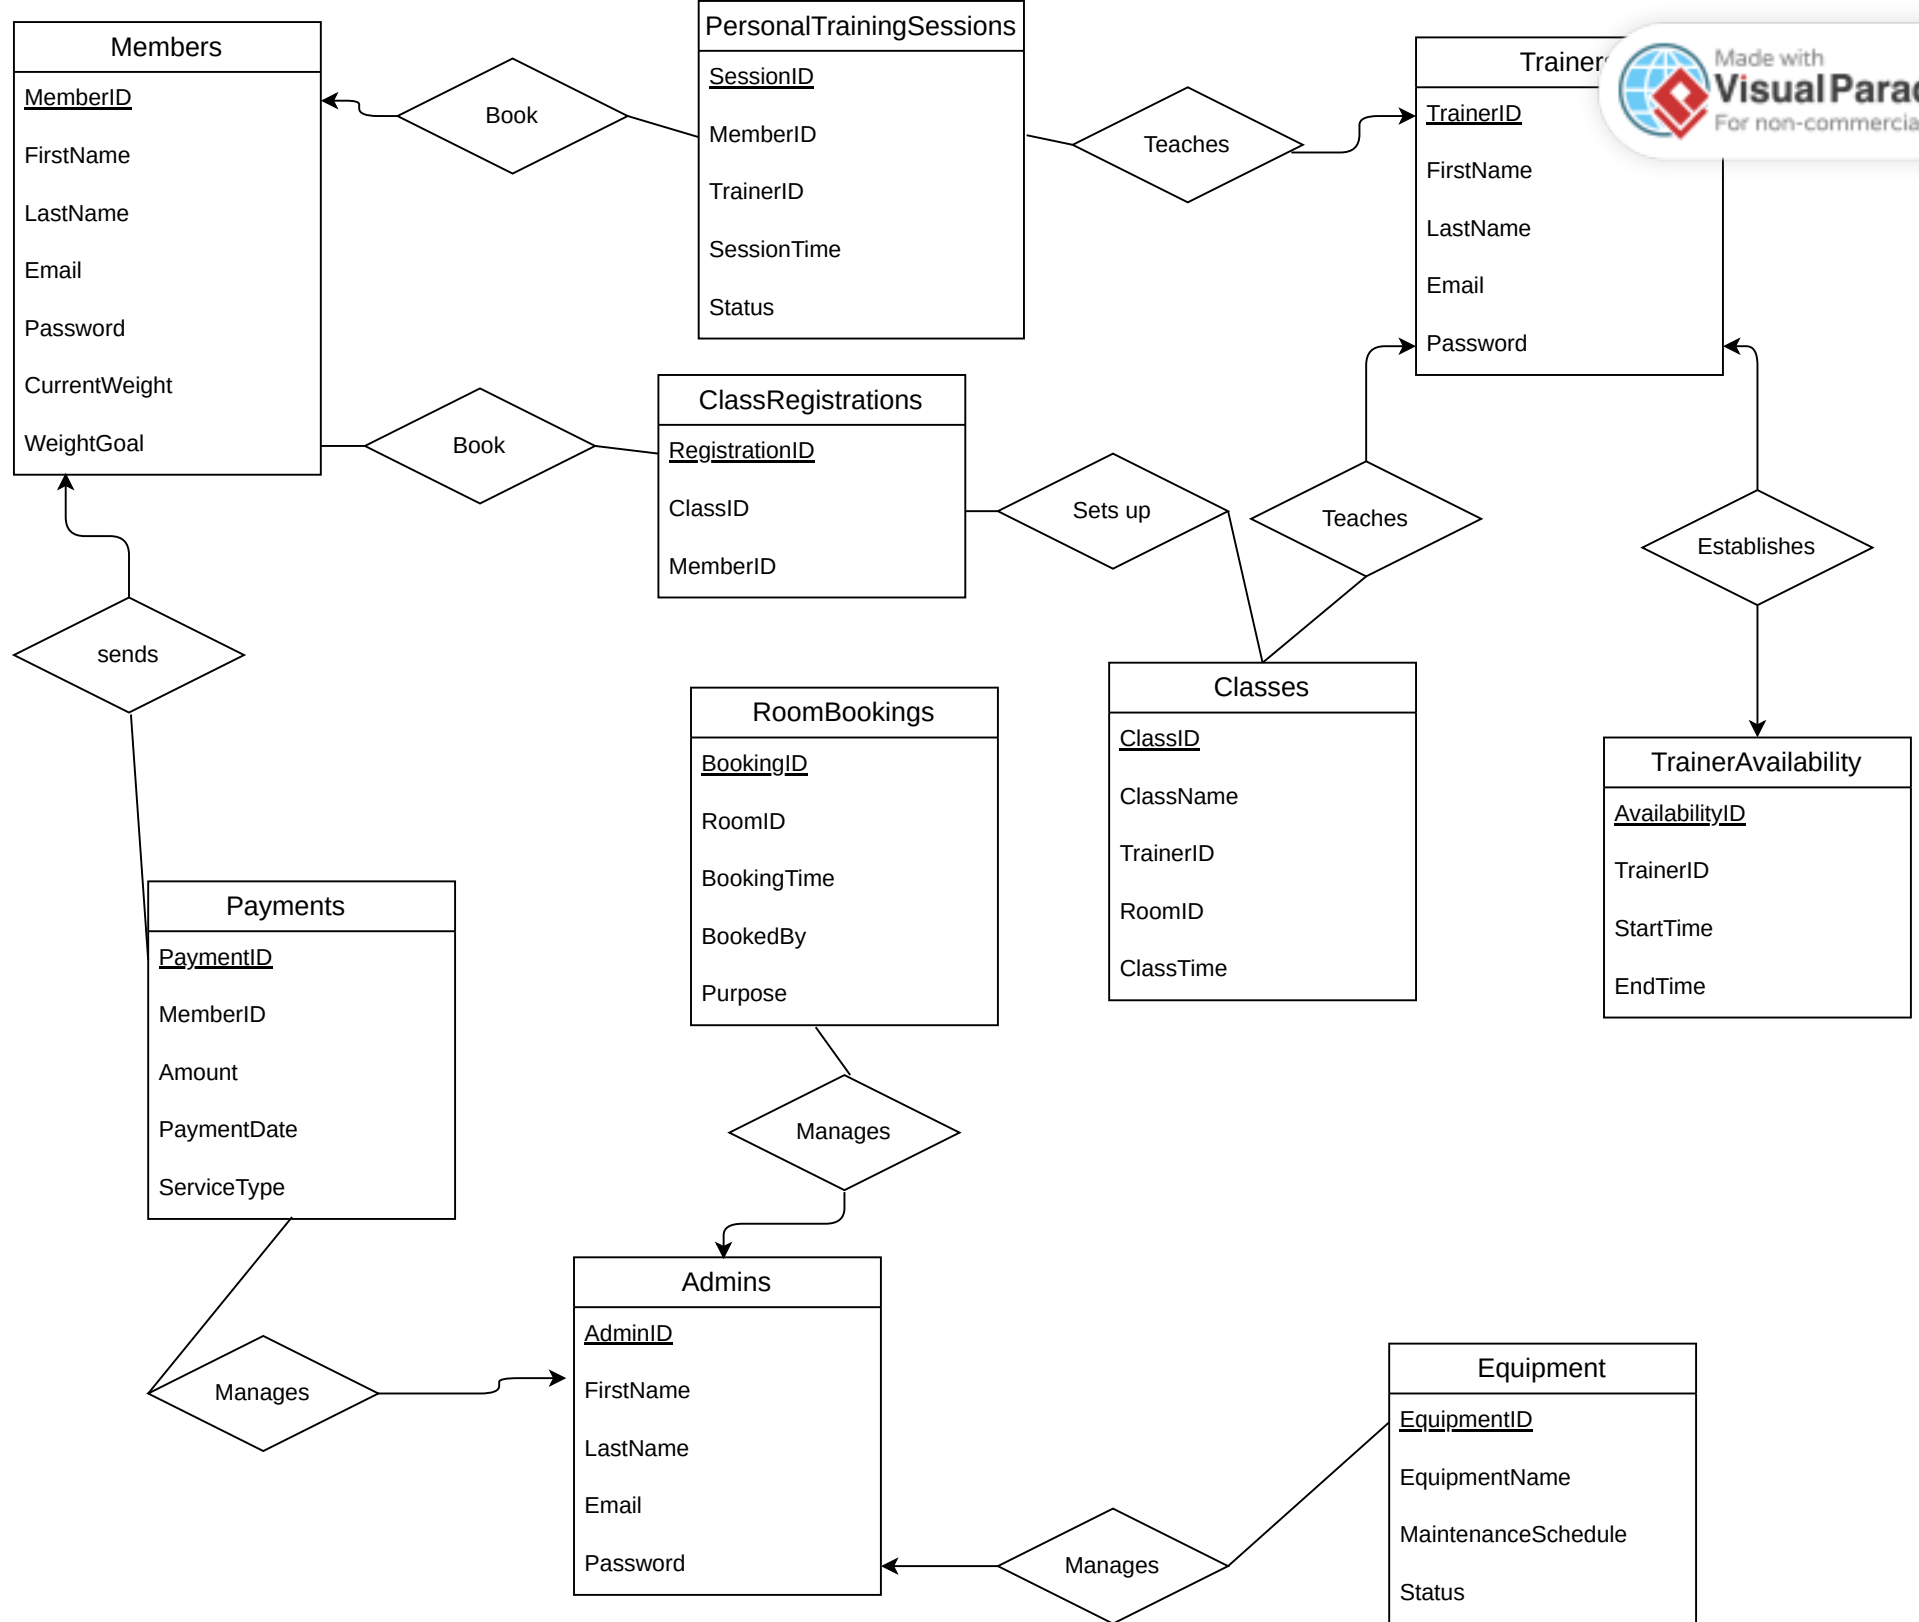 Members
MemberID
FirstName
LastName
Email
Password
CurrentWeight
WeightGoal
Book
PersonalTrainingSessions
SessionID
MemberID
TrainerID
SessionTime
Status
Teaches
TrainerID
FirstName
LastName
Email
Password
Made with
For
Book
ClassRegistrations
RegistrationID
ClassID
MemberID
Sets up
Teaches
Establishes
sends
RoomBookings
BookingID
RoomID
BookingTime
BookedBy
Purpose
Classes
ClassID
ClassName
TrainerID
RoomID
ClassTime
TrainerAvailability
AvailabilityID
TrainerID
StartTime
EndTime
Payments
PaymentID
MemberID
Amount
PaymentDate
ServiceType
Manages
Manages
Admins
AdminID
FirstName
LastName
Email
Password
Manages
Equipment
EquipmentID
EquipmentName
MaintenanceSchedule
Status